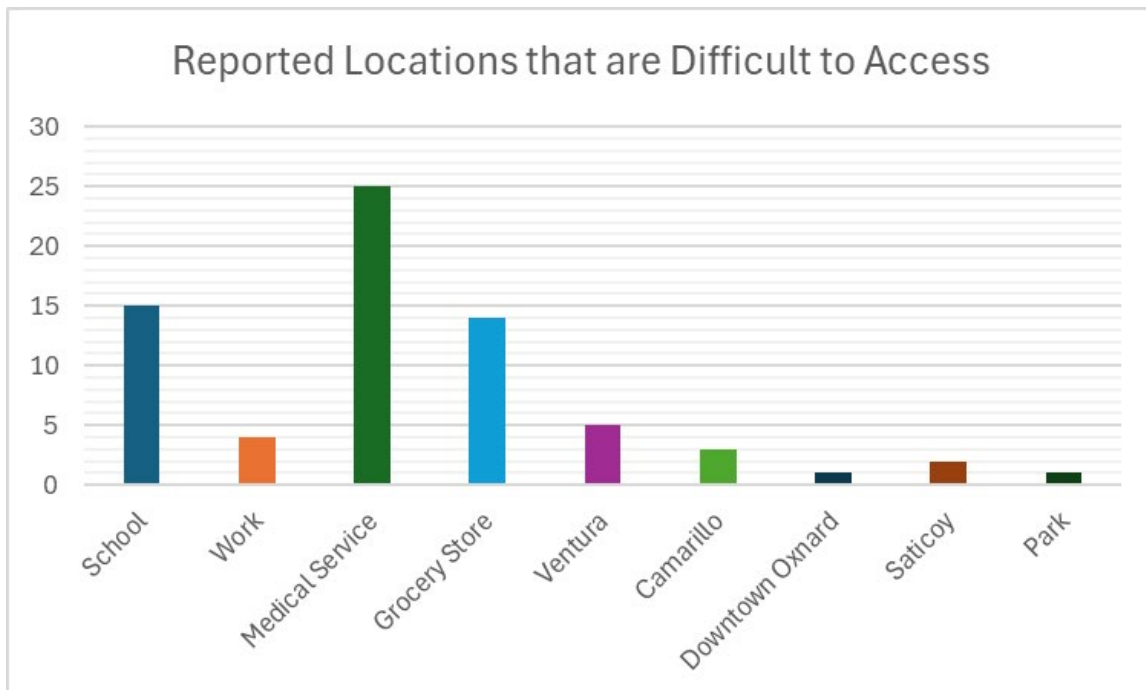 Reported Locations that are Difficult to Access
30
25
20
15
10
5
0
School
Work
Medical Service
Grocery Store
Ventura
Camarillo
Downtown Oxnard
Saticoy
Park